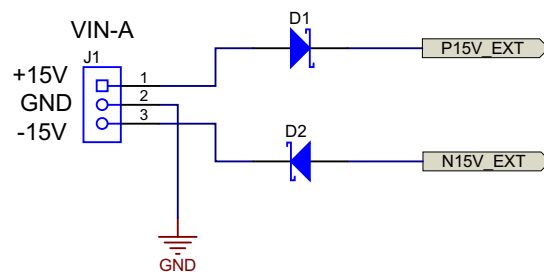 VIN-A
J1
+15V
GND
-15V
1
2
3
D1
P15V_EXT
D2
N15V_EXT
GND